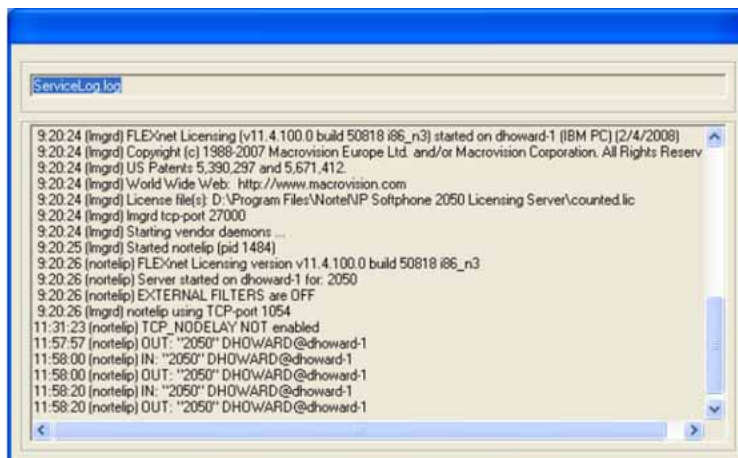 ServiceLog.log
9:20:24 (lmgrd) FLEXnet Licensing (v11.4.100.0 build 50818 i86_n3) started on dhoward-1 (IBM PC) (2/4/2008)
9:20:24 (lmgrd) Copyright (c) 1988-2007 Macrovision Europe Ltd. and/or Macrovision Corporation. All Rights Reserv
9:20:24 (lmgrd) US Patents 5,390,297 and 5,671,412.
9:20:24 (lmgrd) World Wide Web:  http://www.macrovision.com
9:20:24 (lmgrd) License file(s): D:\Program Files\Nortel\IP Softphone 2050 Licensing Server\counted.lic
9:20:24 (lmgrd) lmgrd tcp-port 27000
9:20:24 (lmgrd) Starting vendor daemons ...
9:20:25 (lmgrd) Started nortelip (pid 1484)
9:20:26 (nortelip) FLEXnet Licensing version v11.4.100.0 build 50818 i86_n3
9:20:26 (nortelip) Server started on dhoward-1 for: 2050
9:20:26 (nortelip) EXTERNAL FILTERS are OFF
9:20:26 (lmgrd) nortelip using TCP-port 1054
11:31:23 (nortelip) TCP_NODELAY NOT enabled
11:57:57 (nortelip) OUT: "2050" DHOWARD@dhoward-1
11:58:00 (nortelip) IN: "2050" DHOWARD@dhoward-1
11:58:00 (nortelip) OUT: "2050" DHOWARD@dhoward-1
11:58:20 (nortelip) IN: "2050" DHOWARD@dhoward-1
11:58:20 (nortelip) OUT: "2050" DHOWARD@dhoward-1